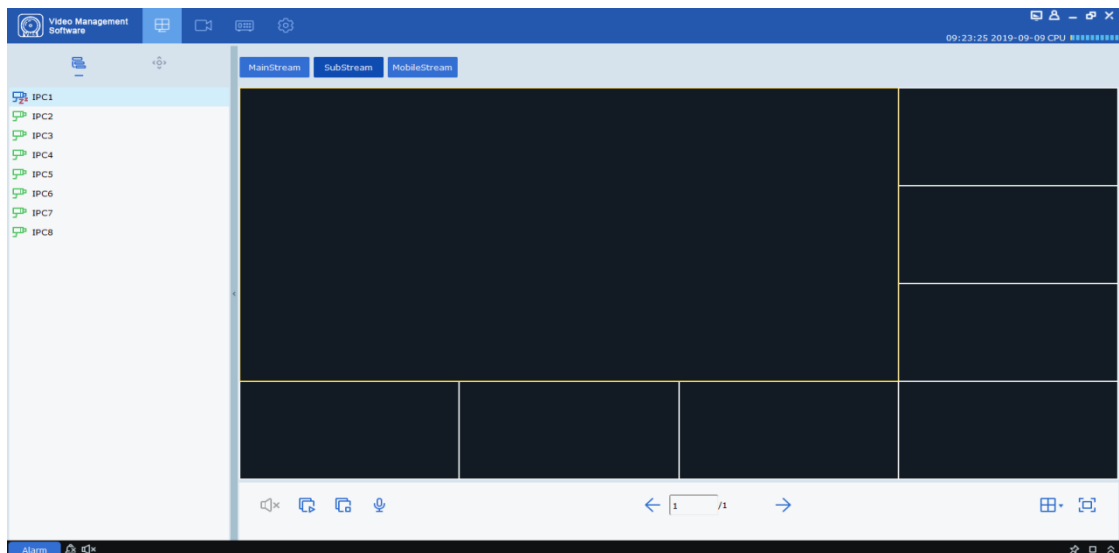 Video Management
Software
09:23:25 2019-09-09 CPU
MainStream SubStream MobileStream
IPC1
IPC2
IPC3
IPC4
IPC5
IPC6
IPC7
IPC8
1 /1
Alarm